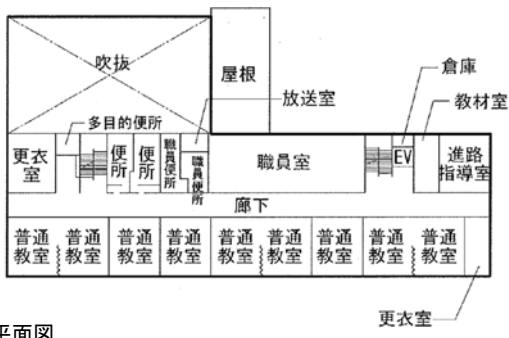 吹抜
屋根
倉庫
放送室
教材室
多目的便所
更衣
室
便所
便所
職員便所
職員便所
職員室
EV
進路
指導室
廊下
普通
教室
普通
教室
普通
教室
普通
教室
普通
教室
普通
教室
普通
教室
普通
教室
普通
教室
更衣室